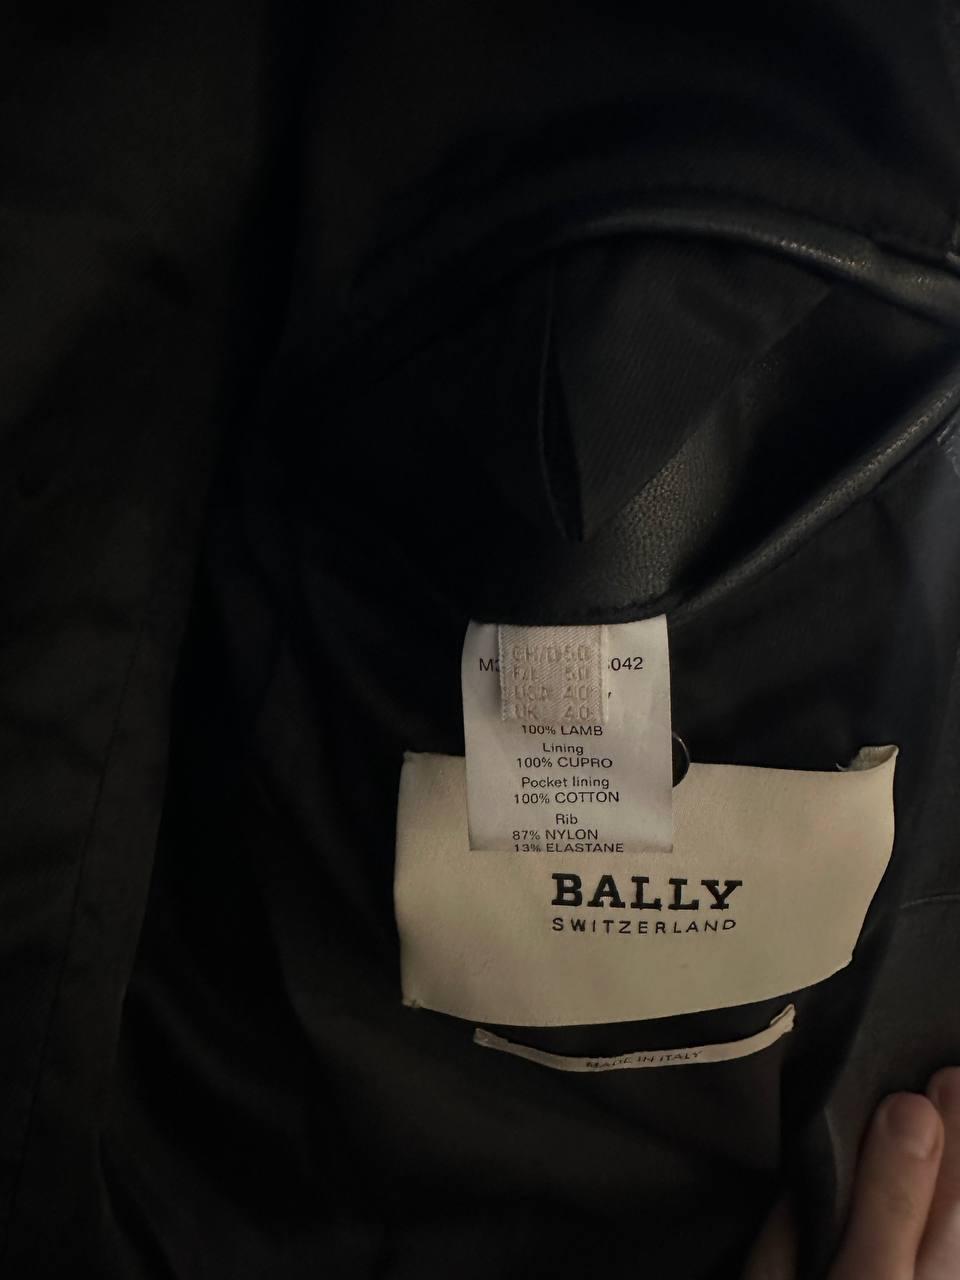 CH/D 50
F/E 50
USA 40
UK 40
042
100% LAMB
Lining
100% CUPRO
Pocket lining
100% COTTON
Rib
87% NYLON
13% ELASTANE
BALLY
SWITZERLAND
MADE IN ITALY